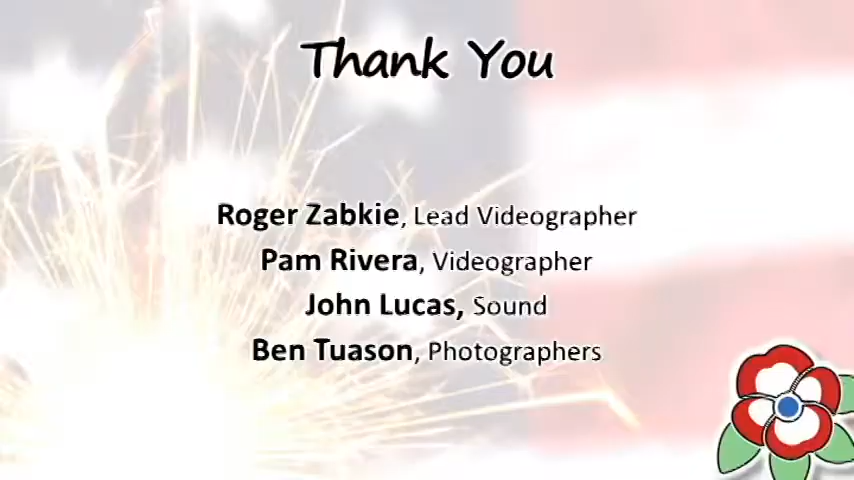 Thank You
Roger Zabkie, Lead Videographer
Pam Rivera, Videographer
John Lucas, Sound
Ben Tuason, Photographers